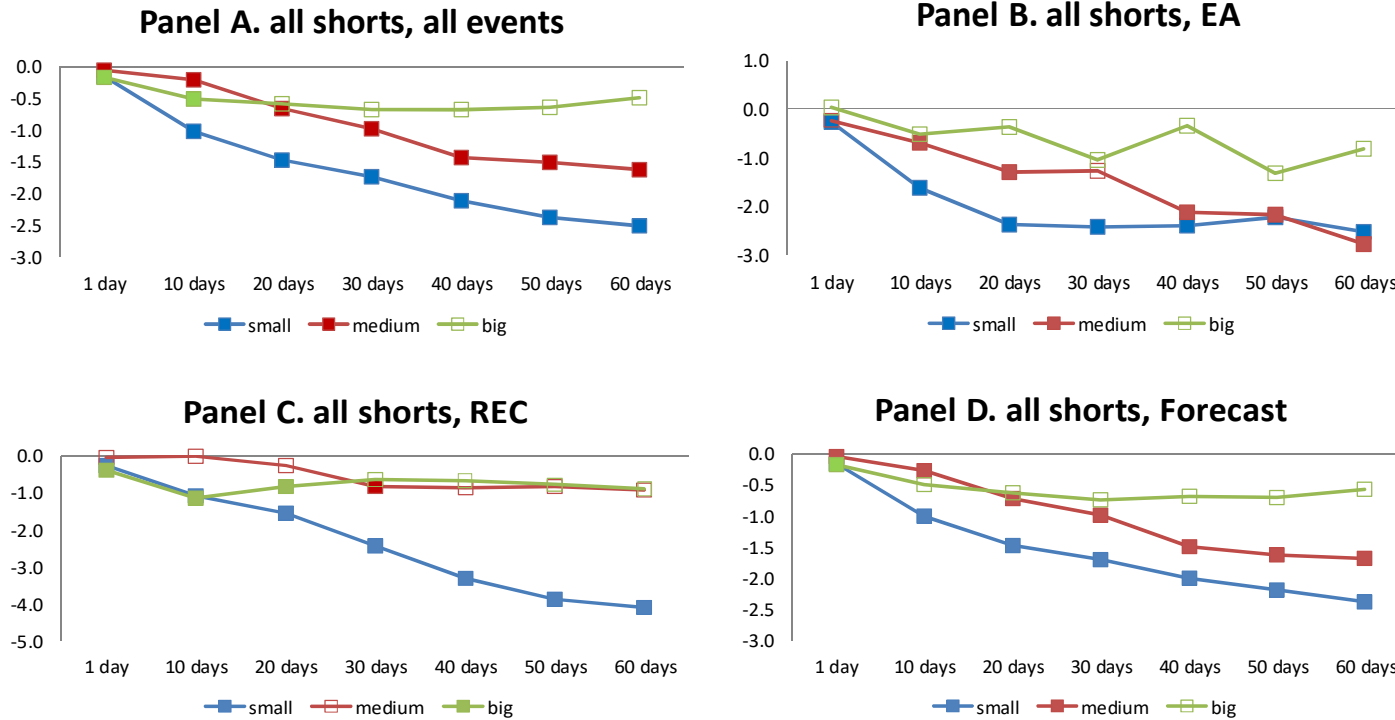 Panel A. all shorts, all events
0.0
-0.5
-1.0
-1.5
-2.0
-2.5
-3.0
1 day 10 days 20 days 30 days 40 days 50 days 60 days
small medium big
Panel B. all shorts, EA
1.0
0.0
-1.0
-2.0
-3.0
1 day 10 days 20 days 30 days 40 days 50 days 60 days
small medium big
Panel C. all shorts, REC
0.0
-1.0
-2.0
-3.0
-4.0
-5.0
1 day 10 days 20 days 30 days 40 days 50 days 60 days
small medium big
Panel D. all shorts, Forecast
0.0
-0.5
-1.0
-1.5
-2.0
-2.5
-3.0
1 day 10 days 20 days 30 days 40 days 50 days 60 days
small medium big